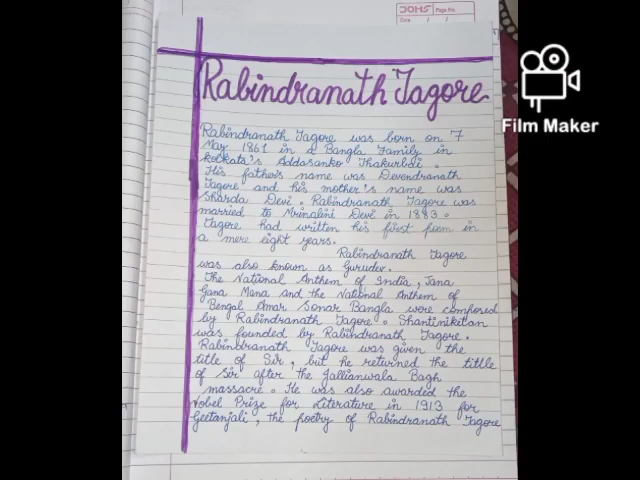 JOMS Page No.
Date / /
Film Maker
Rabindranath Tagore
Rabindranath Tagore was born on 7
May 1861 in a Bangla Family in
Kolkata's Addasanko Thakurbdi.
His father's name was Devendranath
Tagore and his mother's name was
Sharda Devi. Rabindranath Tagore was
married to Mrinalini Devi in 1883.
Tagore had written his first poem in
a mere eight years.
Rabindranath Tagore
was also known as Gurudev.
The National Anthem of India, Jana
Gana Mana and the National Anthem of
Bengal Amar Sonar Bangla were composed
by Rabindranath Tagore. Shantiniketan
was founded by Rabindranath Tagore.
Rabindranath Tagore was given the
title of Sir, but he returned the tittle
of Sir after the Jallianwala Bagh
massacre. He was also awarded the
Nobel Prize for Literature in 1913 for
Geetanjali, the poetry of Rabindranath Tagore